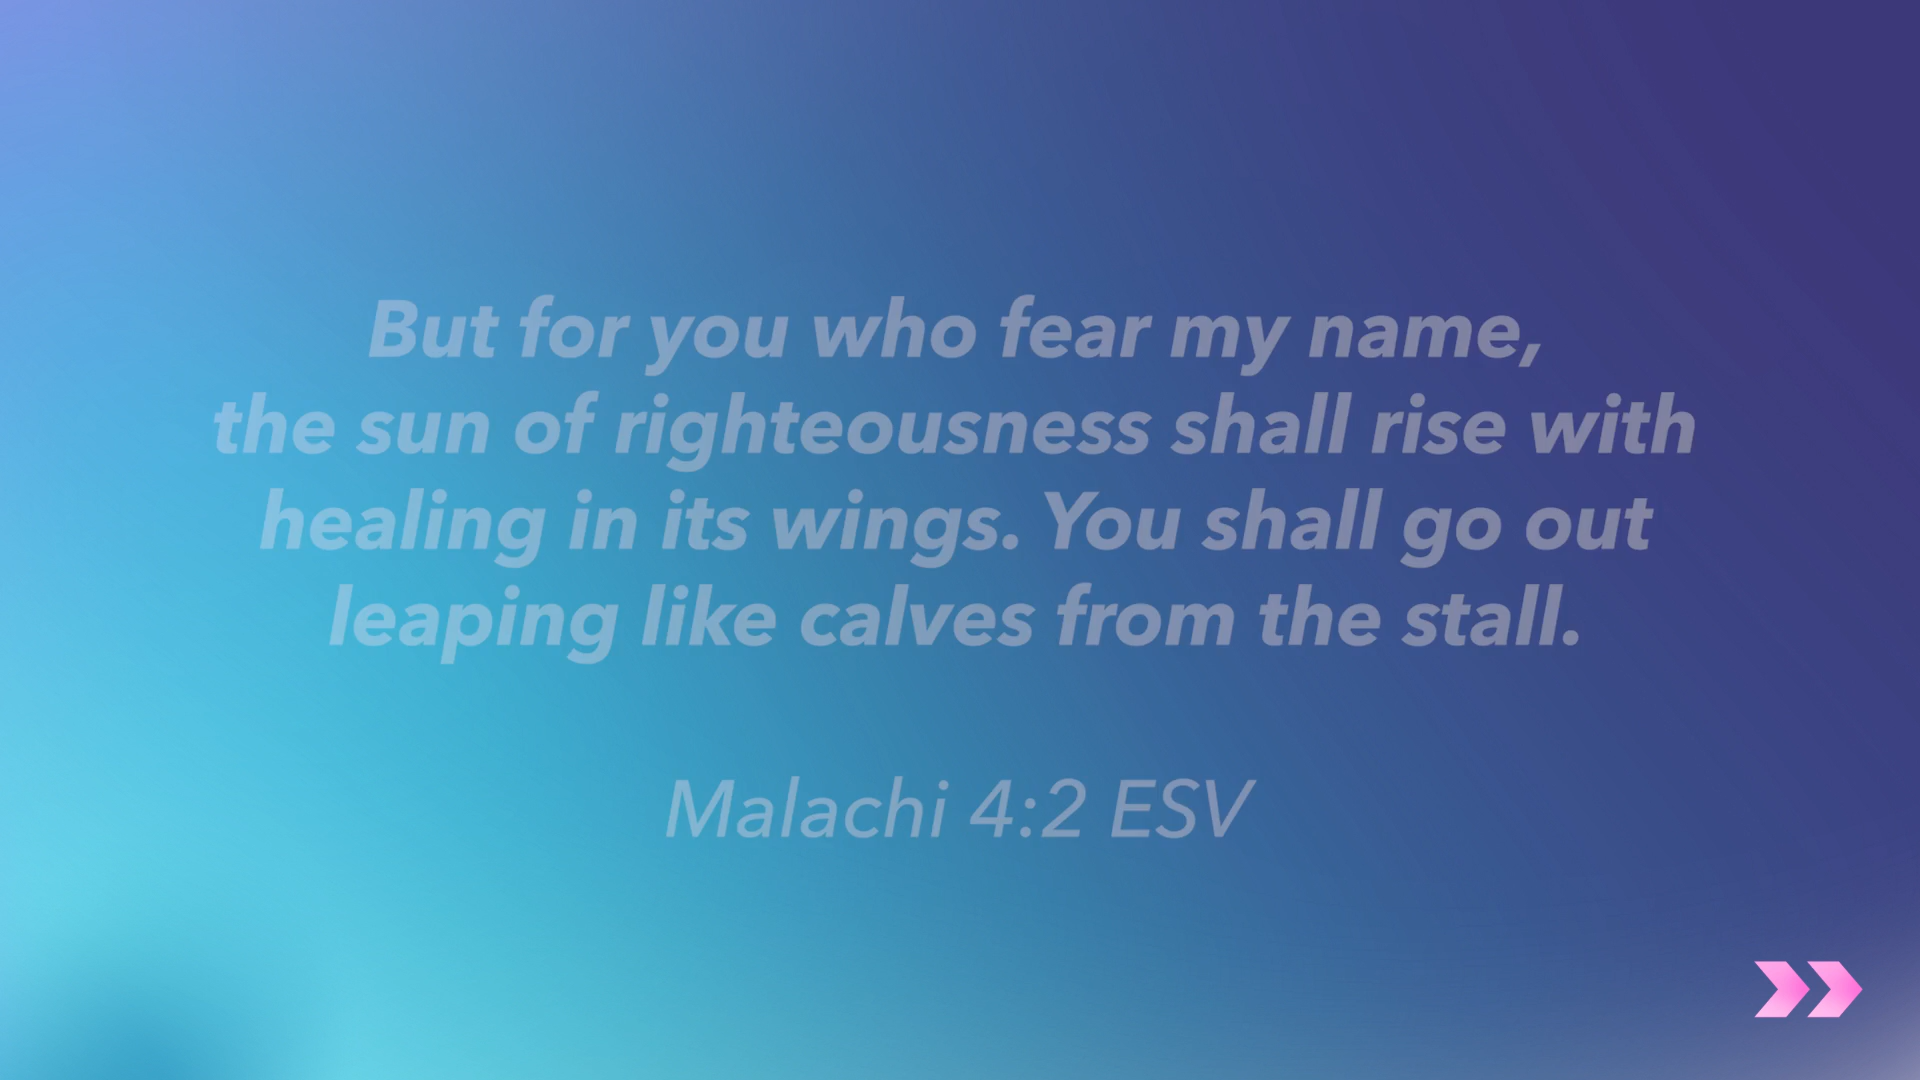 But for you who fear my name,
the sun of righteousness shall rise with
healing in its wings. You shall go out
leaping like calves from the stall.
Malachi 4:2 ESV